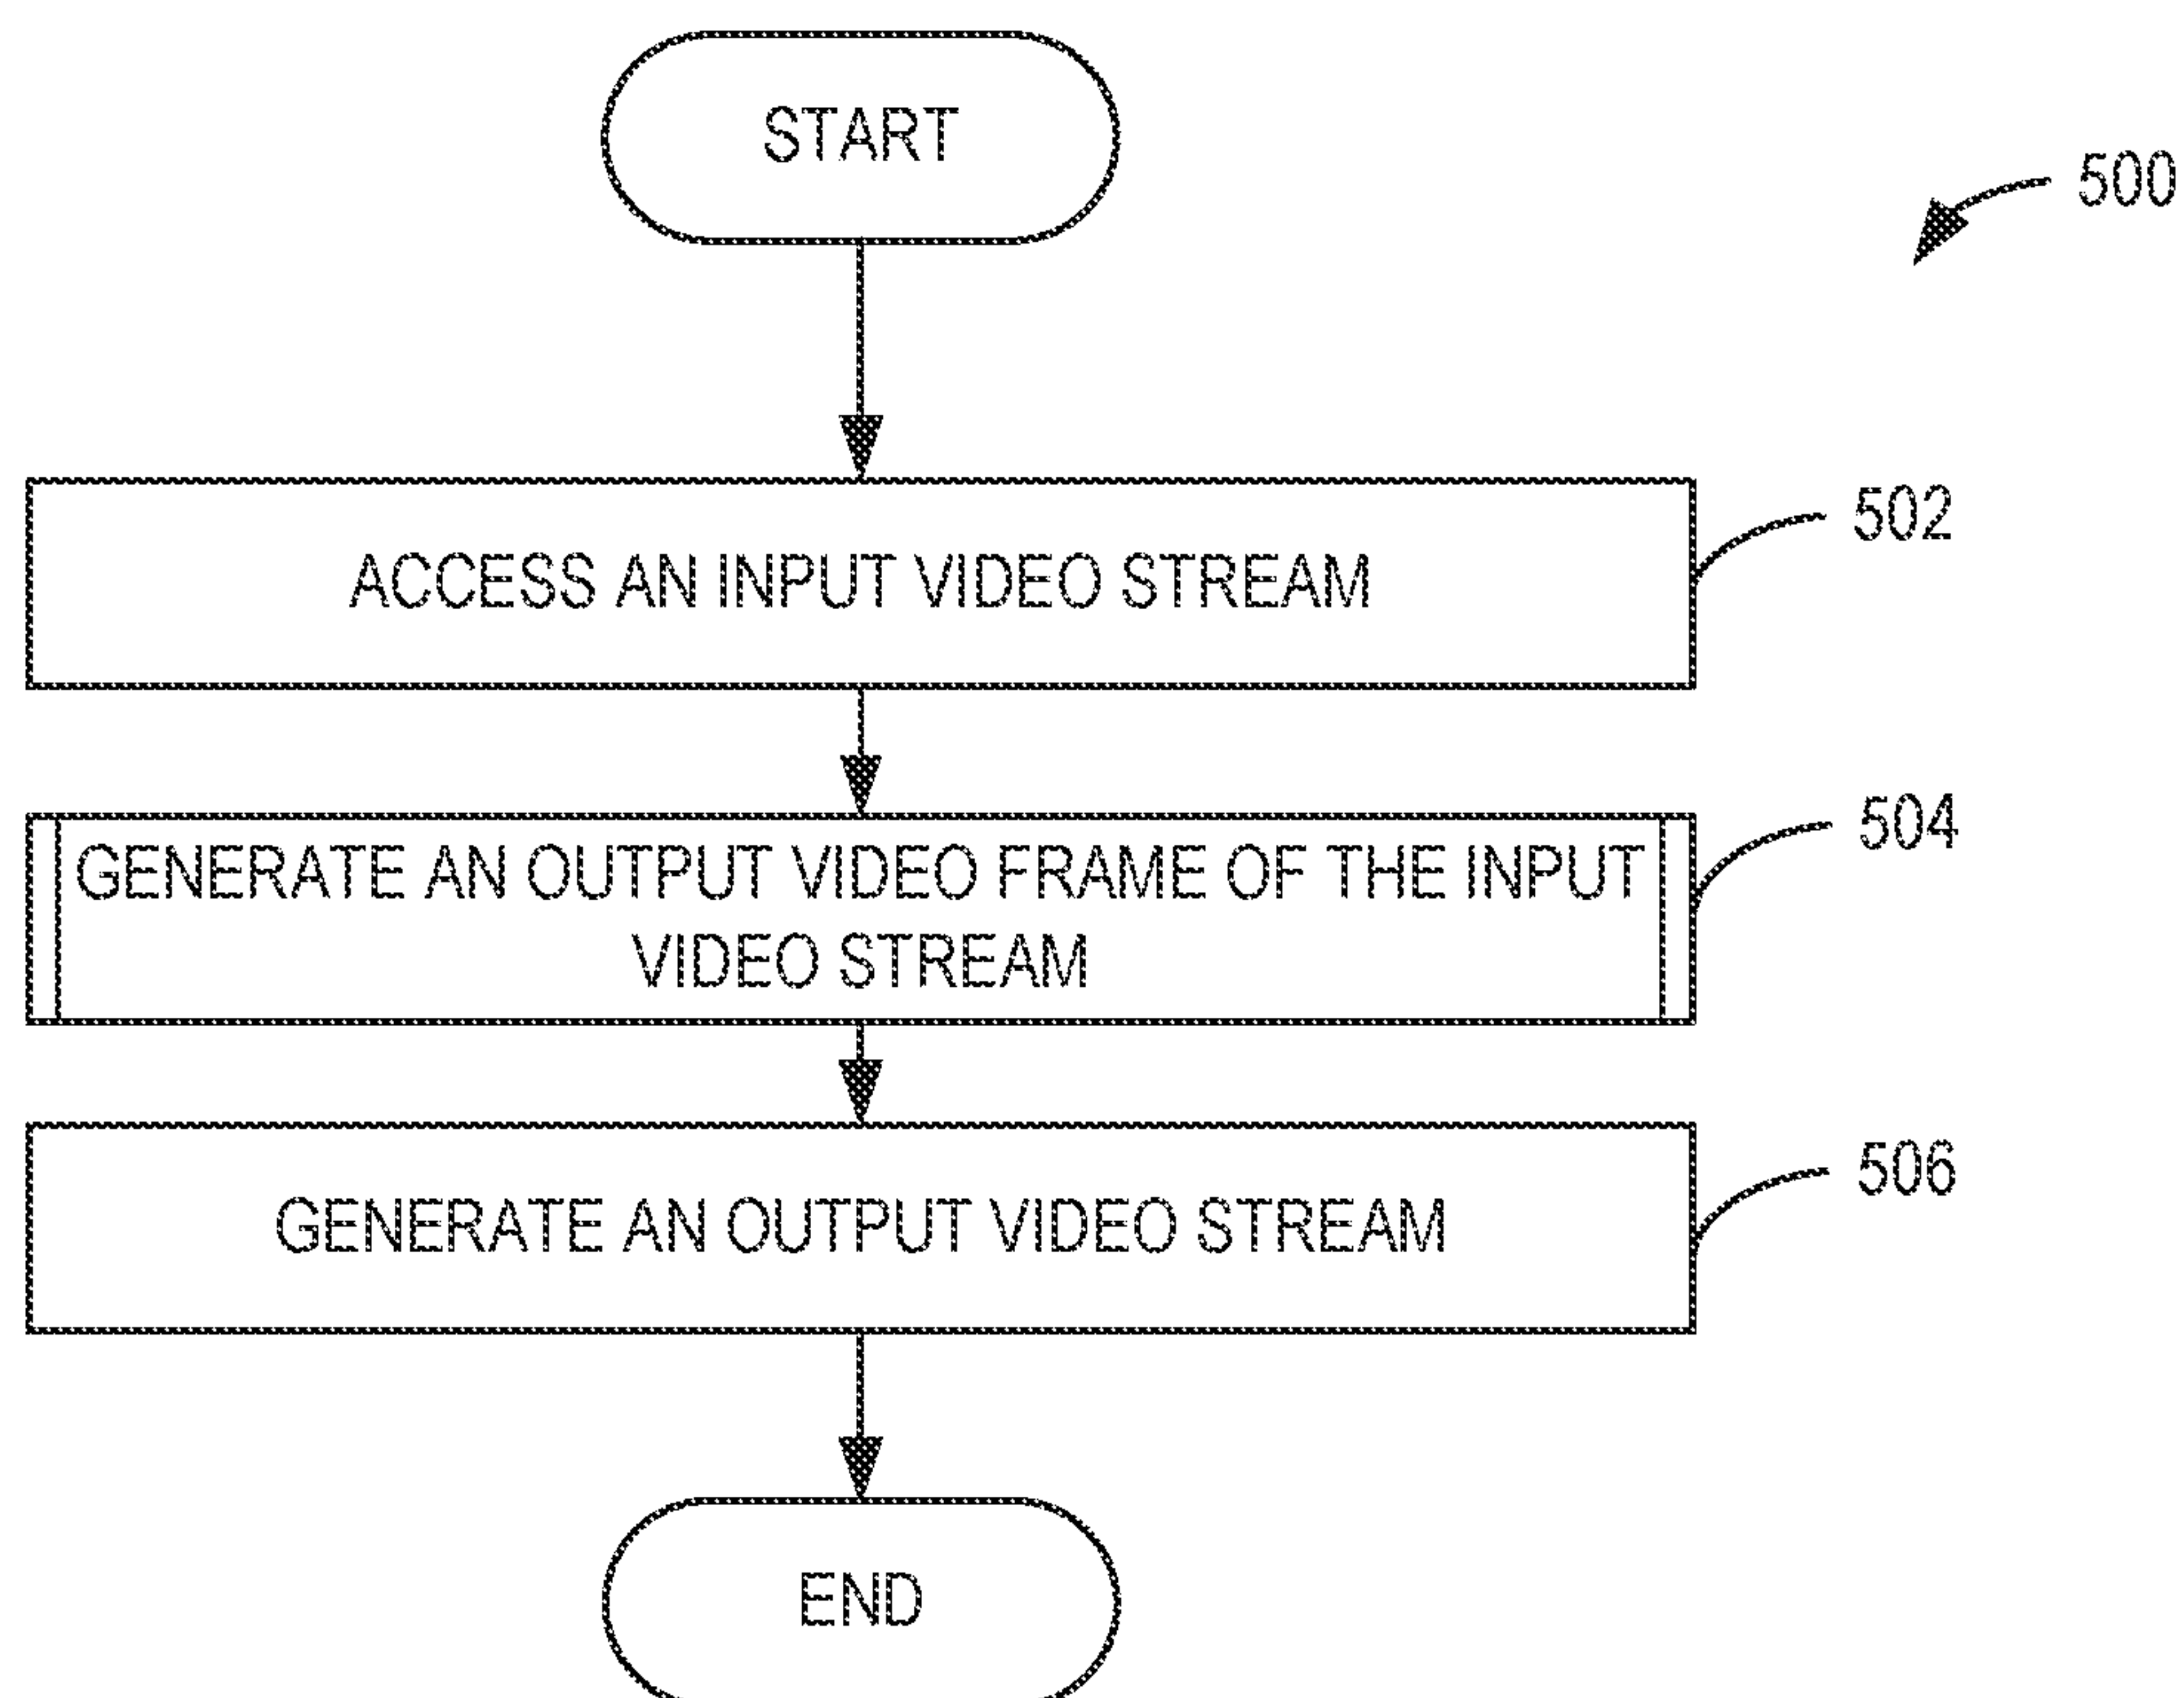 START
500
ACCESS AN INPUT VIDEO STREAM
502
GENERATE AN OUTPUT VIDEO FRAME OF THE INPUT
VIDEO STREAM
504
GENERATE AN OUTPUT VIDEO STREAM
506
END